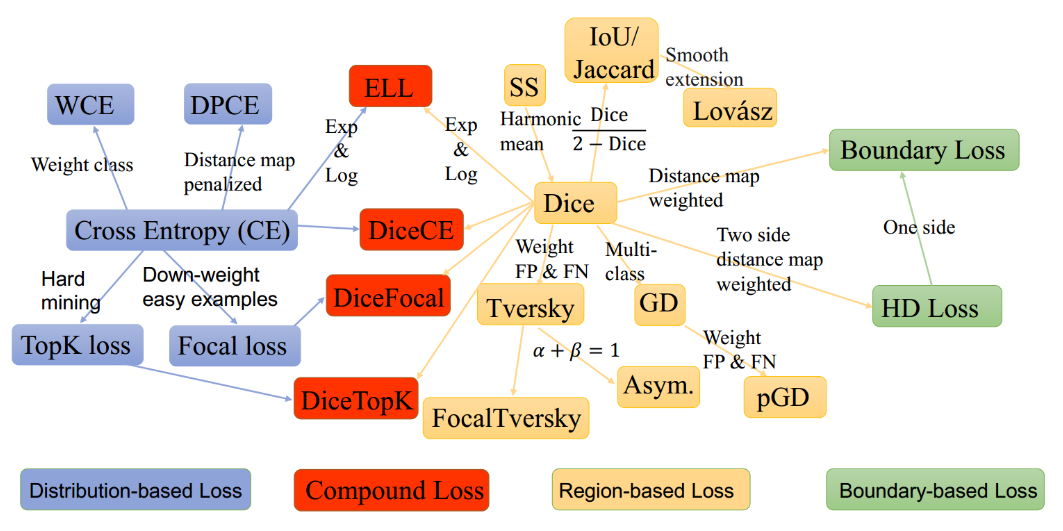 IoU/
Jaccard
Smooth
extension
SS
Lovász
ELL
WCE
DPCE
Harmonic
mean
Dice
2 − Dice
Exp
&
Log
Exp
&
Log
Weight class
Distance map
penalized
Boundary Loss
Distance map
weighted
Dice
Cross Entropy (CE)
DiceCE
One side
Two side
distance map
weighted
Weight
FP & FN
Multi-
class
Hard
mining
Down-weight
easy examples
DiceFocal
Tversky
GD
HD Loss
TopK loss
Focal loss
α + β = 1
Weight
FP & FN
DiceTopK
Asym.
pGD
FocalTversky
Distribution-based Loss
Compound Loss
Region-based Loss
Boundary-based Loss